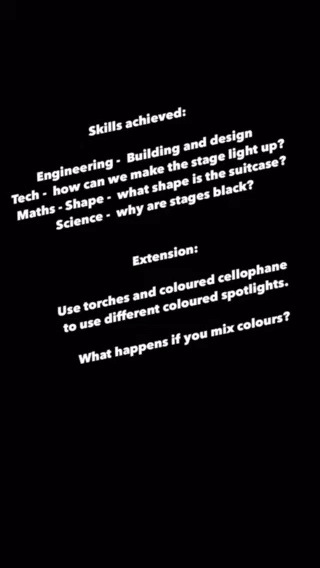 Skills achieved:
Engineering - Building and design
Tech - how can we make the stage light up?
Maths - Shape - what shape is the suitcase?
Science - why are stages black?
Extension:
Use torches and coloured cellophane
to use different coloured spotlights.
What happens if you mix colours?